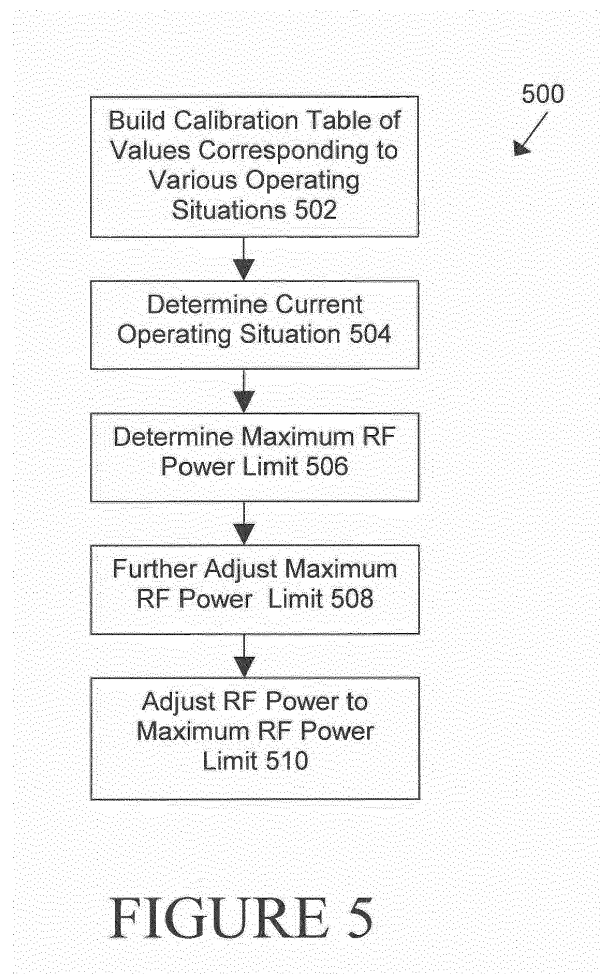 500
Build Calibration Table of
Values Corresponding to
Various Operating
Situations 502
Determine Current
Operating Situation 504
Determine Maximum RF
Power Limit 506
Further Adjust Maximum
RF Power Limit 508
Adjust RF Power to
Maximum RF Power
Limit 510
FIGURE 5